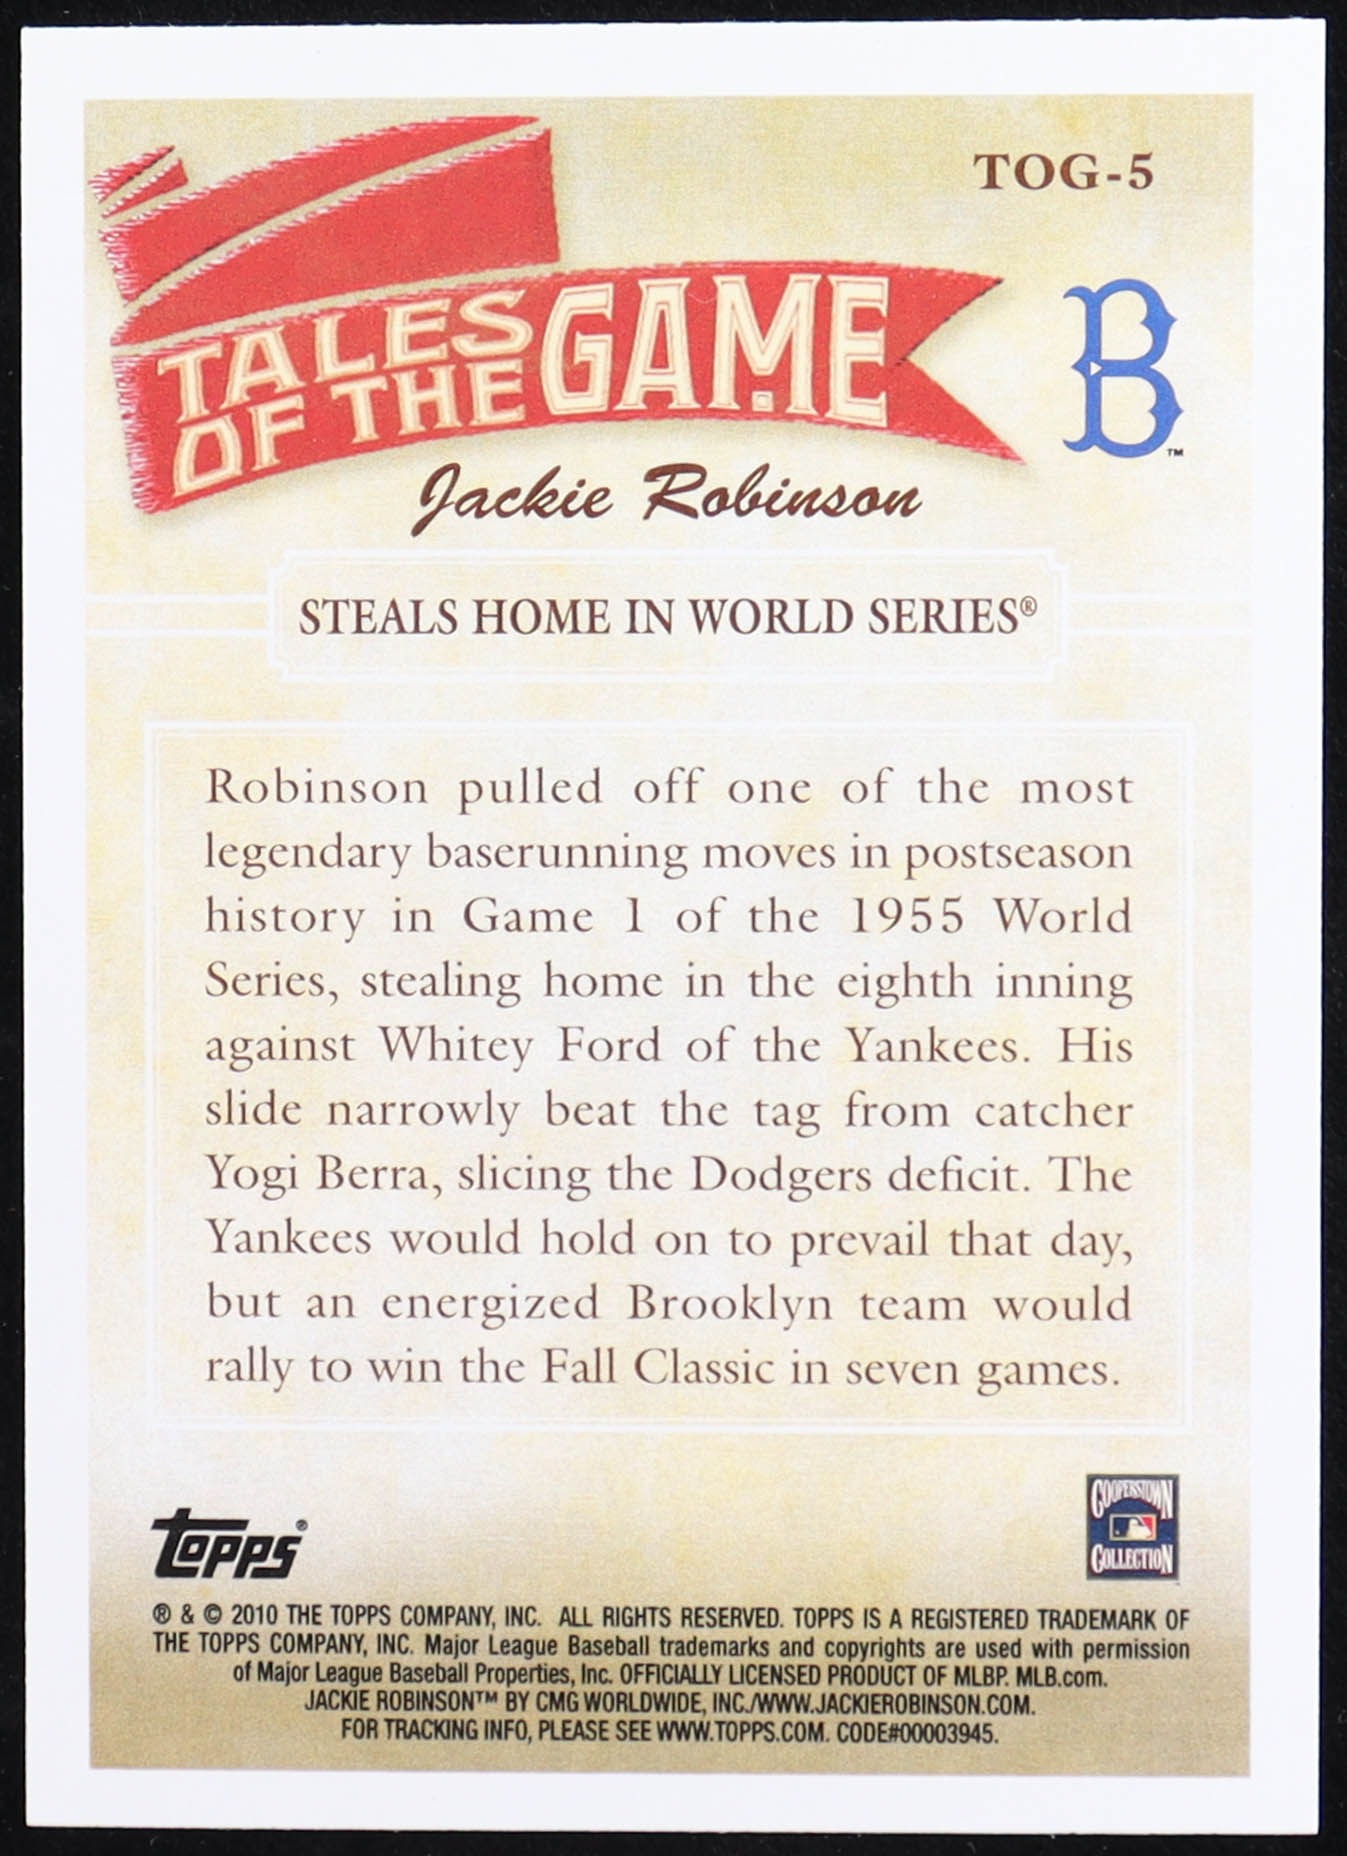 TOG-5
TALES
OF THE GAME
B™
Jackie Robinson
STEALS HOME IN WORLD SERIES®
Robinson pulled off one of the most
legendary baserunning moves in postseason
history in Game 1 of the 1955 World
Series, stealing home in the eighth inning
against Whitey Ford of the Yankees. His
slide narrowly beat the tag from catcher
Yogi Berra, slicing the Dodgers deficit. The
Yankees would hold on to prevail that day,
but an energized Brooklyn team would
rally to win the Fall Classic in seven games.
topps®
COOPERSTOWN
COLLECTION
® & © 2010 THE TOPPS COMPANY, INC. ALL RIGHTS RESERVED. TOPPS IS A REGISTERED TRADEMARK OF
THE TOPPS COMPANY, INC. Major League Baseball trademarks and copyrights are used with permission
of Major League Baseball Properties, Inc. OFFICIALLY LICENSED PRODUCT OF MLBP. MLB.com.
JACKIE ROBINSON™ BY CMG WORLDWIDE, INC./WWW.JACKIEROBINSON.COM.
FOR TRACKING INFO, PLEASE SEE WWW.TOPPS.COM. CODE#00003945.